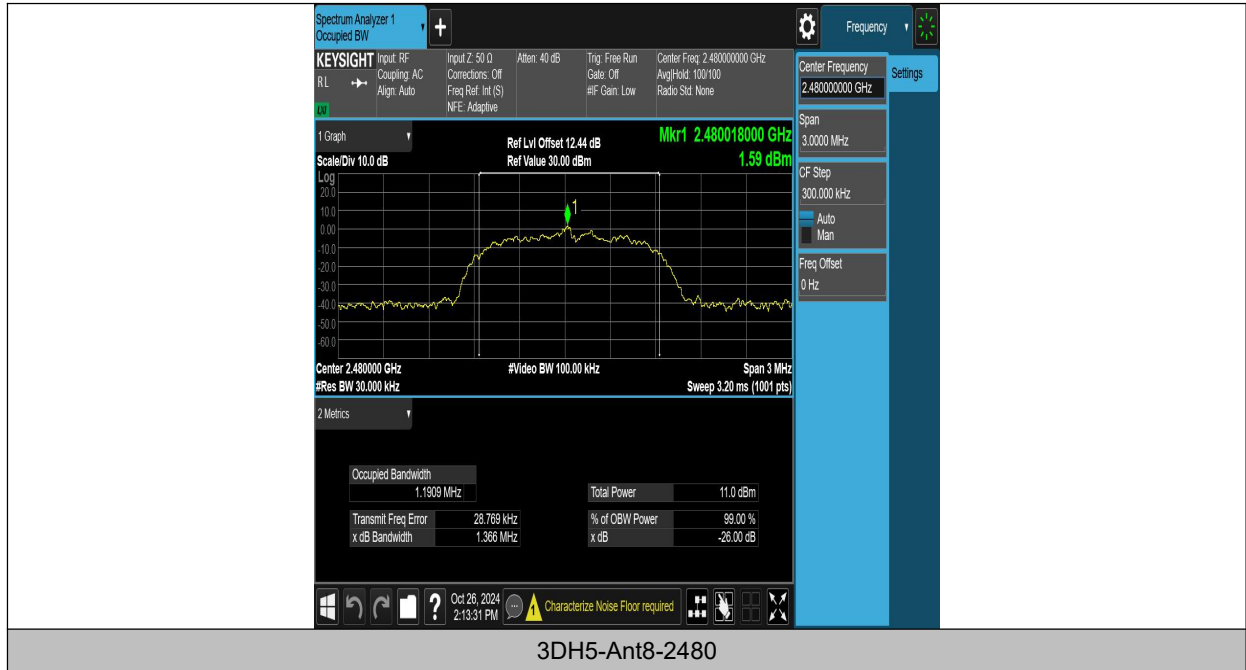 Spectrum Analyzer 1
Occupied BW
+
Frequency
KEYSIGHT
R L
LXI
Input: RF
Coupling: AC
Align: Auto
Input Z: 50 Ω
Corrections: Off
Freq Ref: Int (S)
NFE: Adaptive
Atten: 40 dB
Trig: Free Run
Gate: Off
#IF Gain: Low
Center Freq: 2.480000000 GHz
Avg|Hold: 100/100
Radio Std: None
Center Frequency
2.480000000 GHz
Settings
Span
3.0000 MHz
CF Step
300.000 kHz
Auto
Man
Freq Offset
0 Hz
1 Graph
Ref Lvl Offset 12.44 dB
Mkr1 2.480018000 GHz
Scale/Div 10.0 dB
Ref Value 30.00 dBm
1.59 dBm
Log
20.0
10.0
0.00
-10.0
-20.0
-30.0
-40.0
-50.0
-60.0
1
Center 2.480000 GHz
#Video BW 100.00 kHz
Span 3 MHz
#Res BW 30.000 kHz
Sweep 3.20 ms (1001 pts)
2 Metrics
Occupied Bandwidth
1.1909 MHz
Total Power 11.0 dBm
Transmit Freq Error 28.769 kHz
% of OBW Power 99.00 %
x dB Bandwidth 1.366 MHz
x dB -26.00 dB
?
Oct 26, 2024
2:13:31 PM
1
Characterize Noise Floor required
3DH5-Ant8-2480